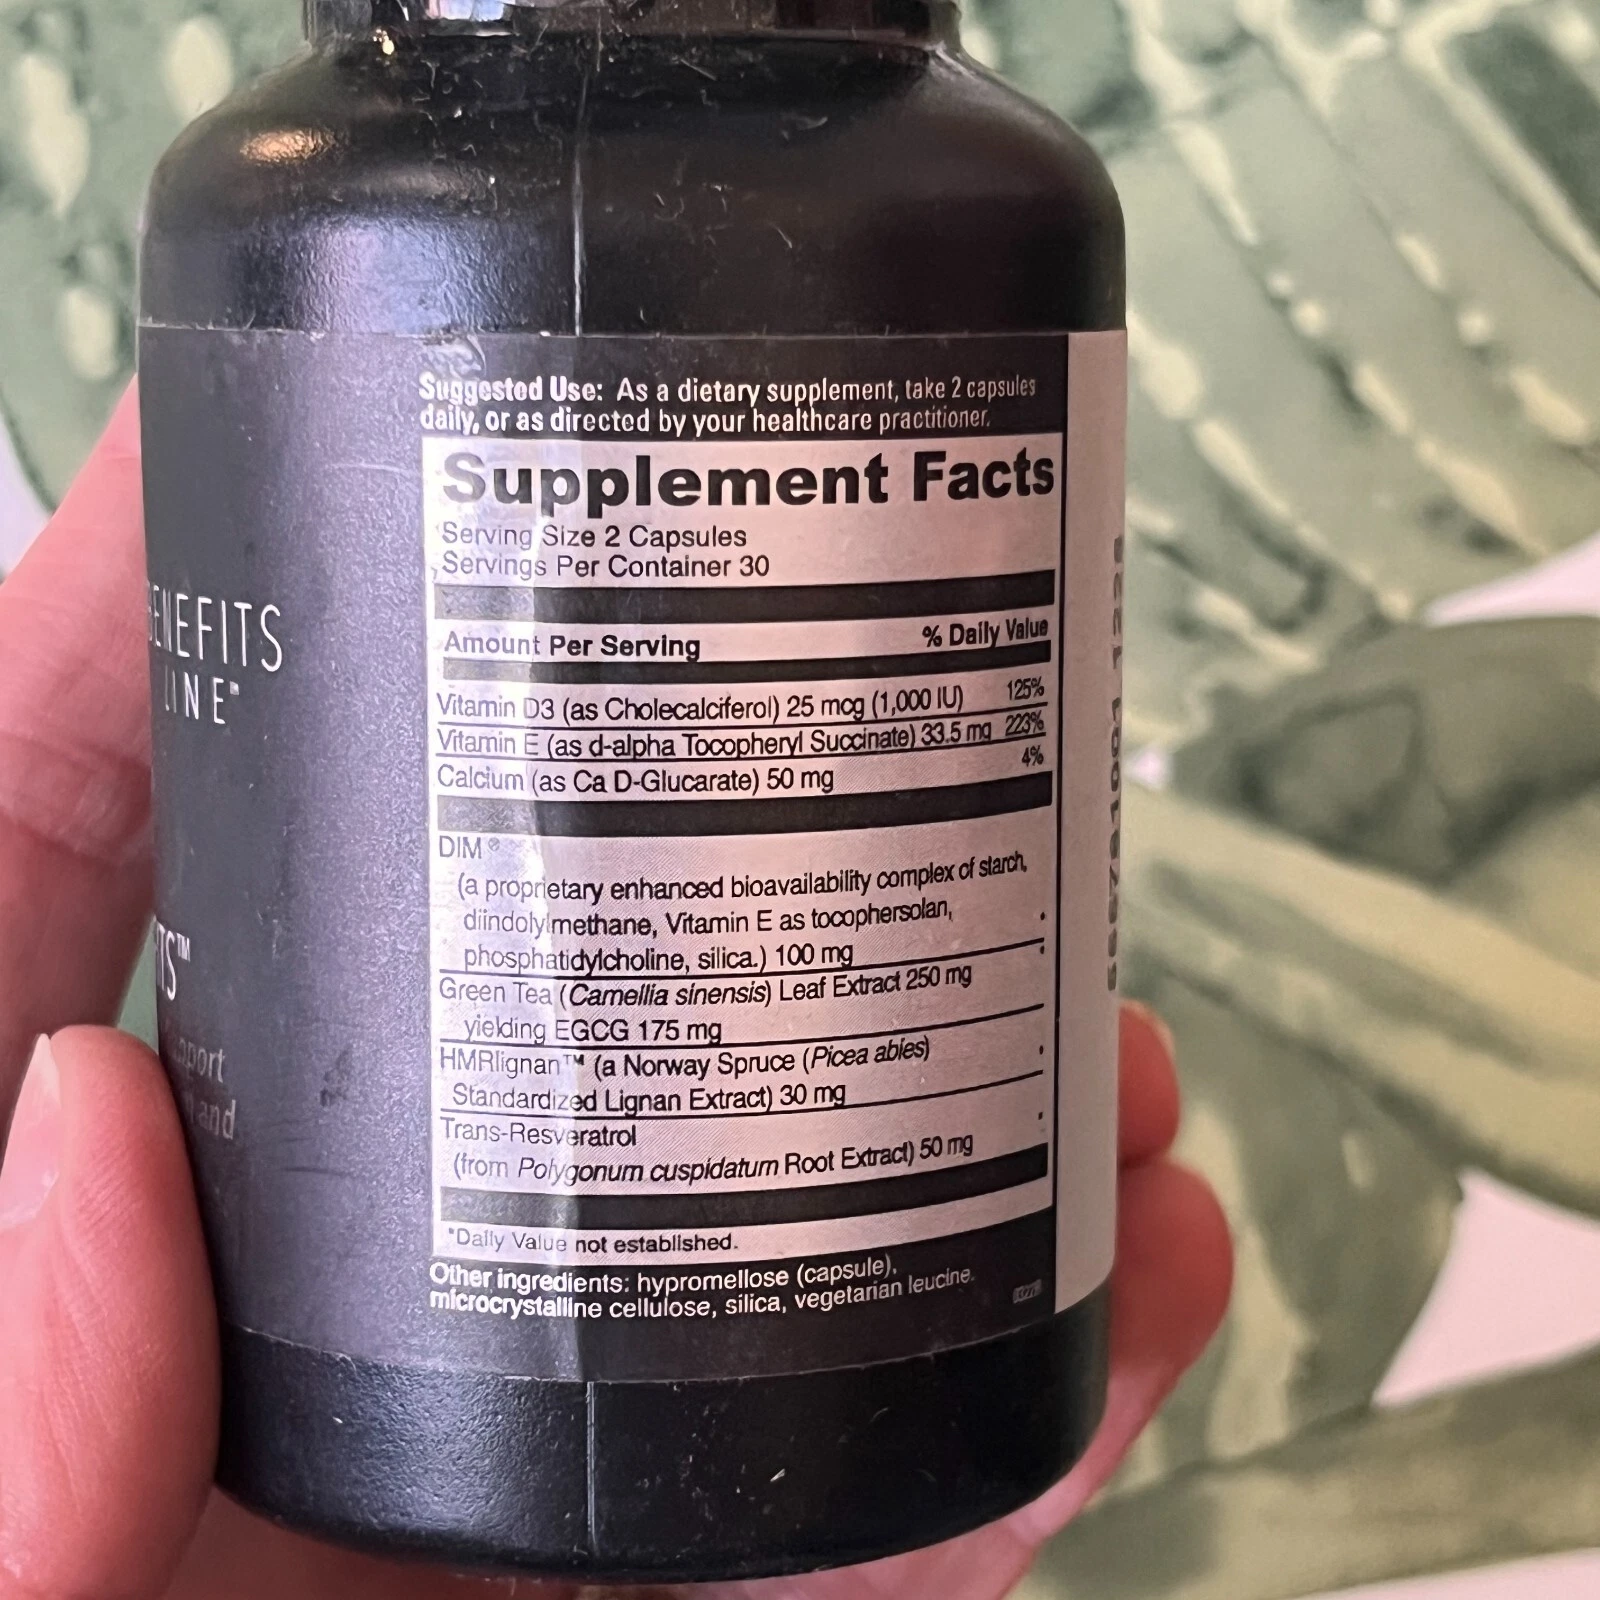 Suggested Use: As a dietary supplement, take 2 capsules
daily, or as directed by your healthcare practitioner.
Supplement Facts
Serving Size 2 Capsules
Servings Per Container 30
Amount Per Serving % Daily Value
Vitamin D3 (as Cholecalciferol) 25 mcg (1,000 IU) 125%
Vitamin E (as d-alpha Tocopheryl Succinate) 33.5 mg 223%
Calcium (as Ca D-Glucarate) 50 mg 4%
DIM®
(a proprietary enhanced bioavailability complex of starch,
diindolylmethane, Vitamin E as tocophersolan,
phosphatidylcholine, silica.) 100 mg *
Green Tea (Camellia sinensis) Leaf Extract 250 mg *
yielding EGCG 175 mg
HMRlignan™ (a Norway Spruce (Picea abies)
Standardized Lignan Extract) 30 mg *
Trans-Resveratrol
(from Polygonum cuspidatum Root Extract) 50 mg *
*Daily Value not established.
Other ingredients: hypromellose (capsule),
microcrystalline cellulose, silica, vegetarian leucine.
BENEFITS
LINE®
and